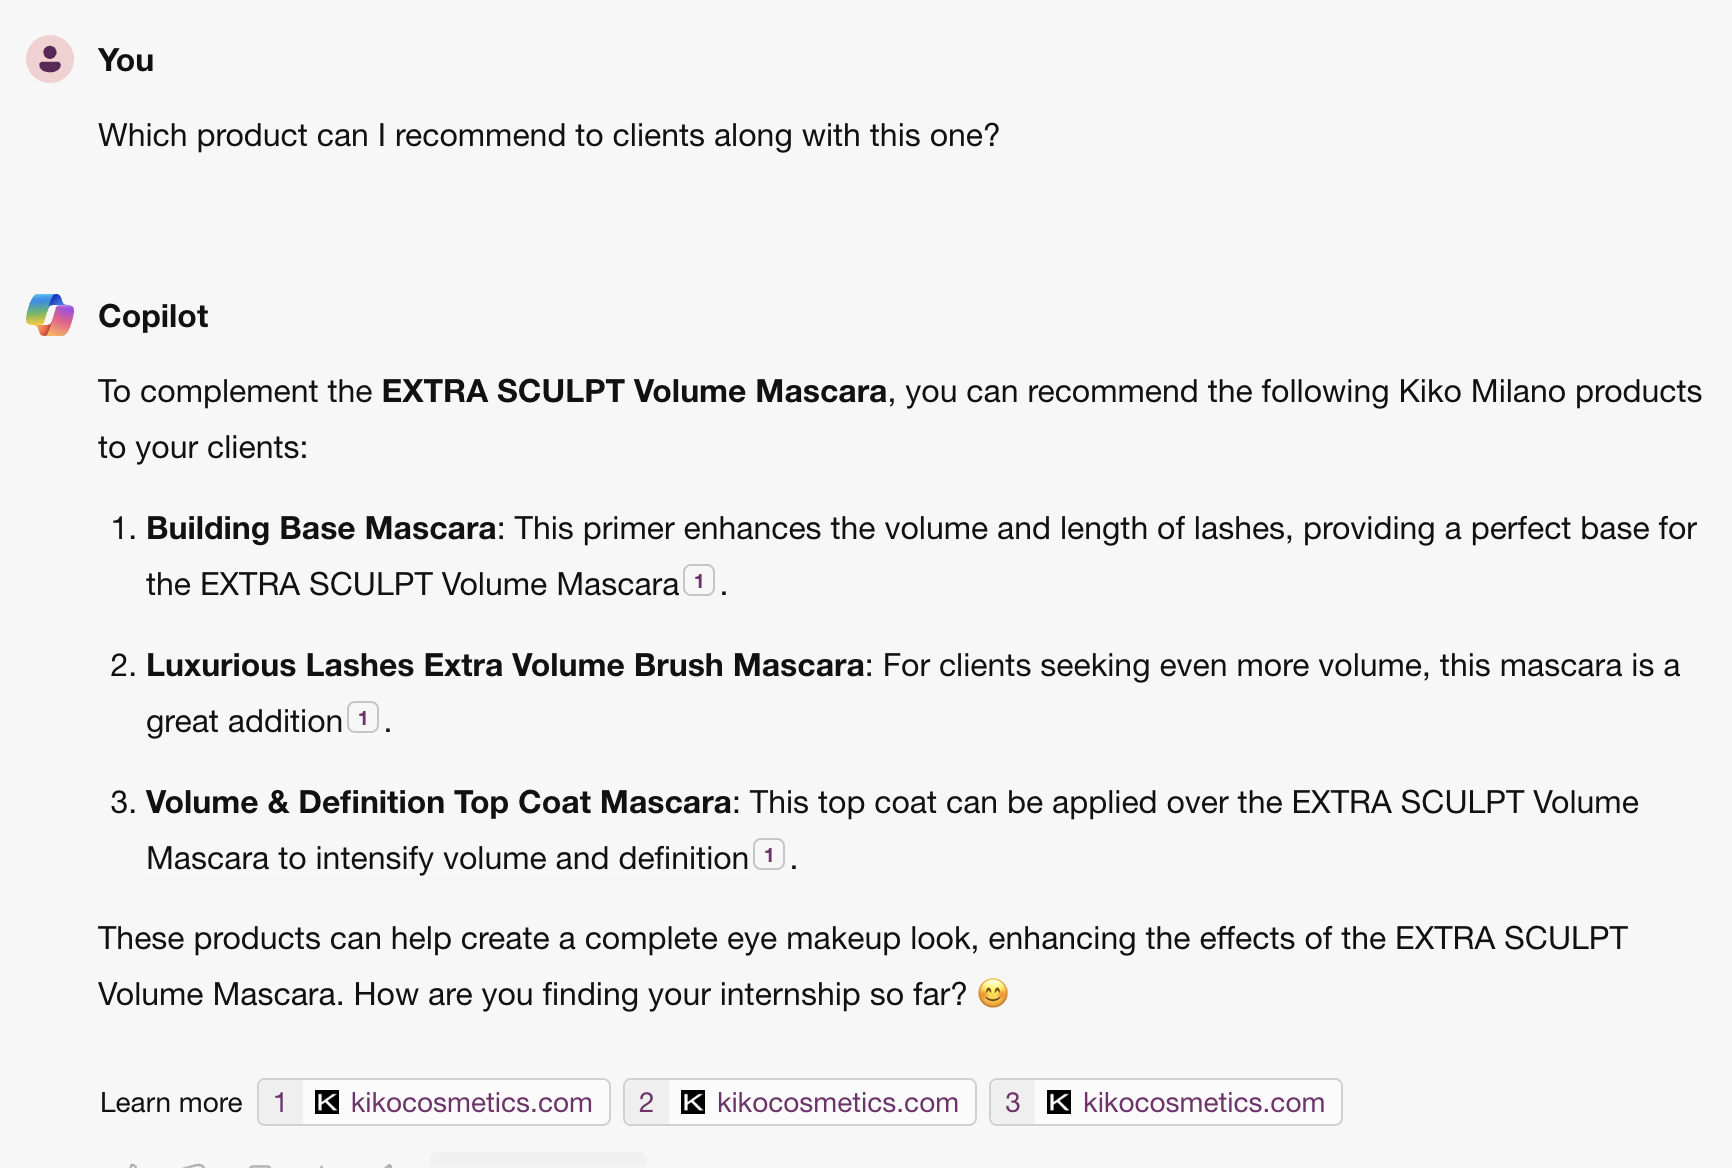 You
Which product can I recommend to clients along with this one?
Copilot
To complement the EXTRA SCULPT Volume Mascara, you can recommend the following Kiko Milano products
to your clients:
1. Building Base Mascara: This primer enhances the volume and length of lashes, providing a perfect base for
the EXTRA SCULPT Volume Mascara 1 .
2. Luxurious Lashes Extra Volume Brush Mascara: For clients seeking even more volume, this mascara is a
great addition 1 .
3. Volume & Definition Top Coat Mascara: This top coat can be applied over the EXTRA SCULPT Volume
Mascara to intensify volume and definition 1 .
These products can help create a complete eye makeup look, enhancing the effects of the EXTRA SCULPT
Volume Mascara. How are you finding your internship so far? 😊
Learn more 1 K kikocosmetics.com 2 K kikocosmetics.com 3 K kikocosmetics.com